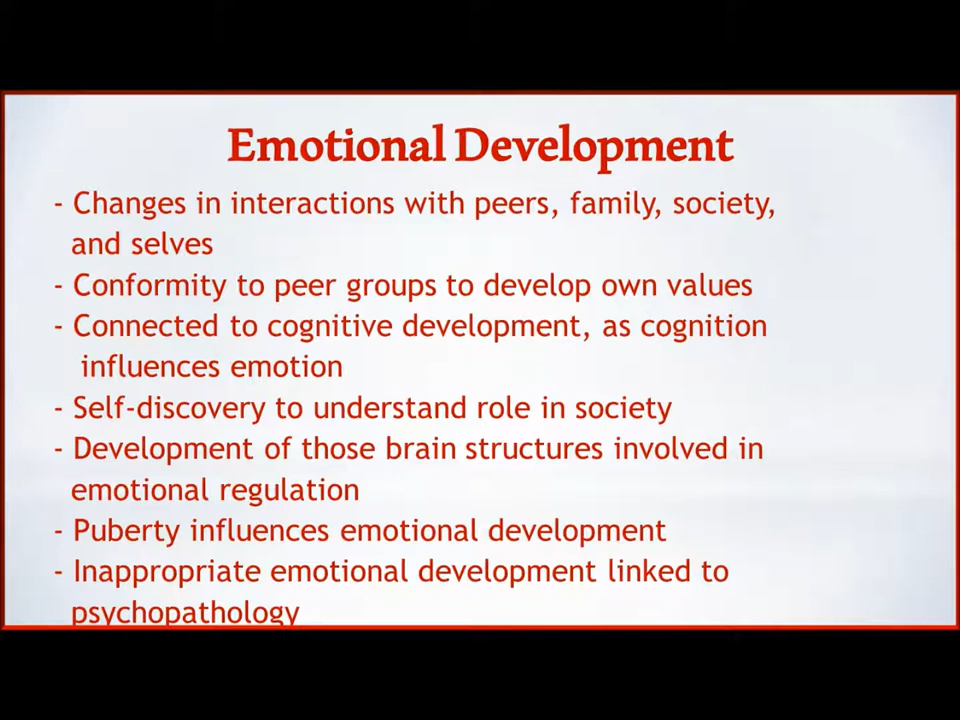 Emotional Development
- Changes in interactions with peers, family, society,
and selves
- Conformity to peer groups to develop own values
- Connected to cognitive development, as cognition
influences emotion
- Self-discovery to understand role in society
- Development of those brain structures involved in
emotional regulation
- Puberty influences emotional development
- Inappropriate emotional development linked to
psychopathology